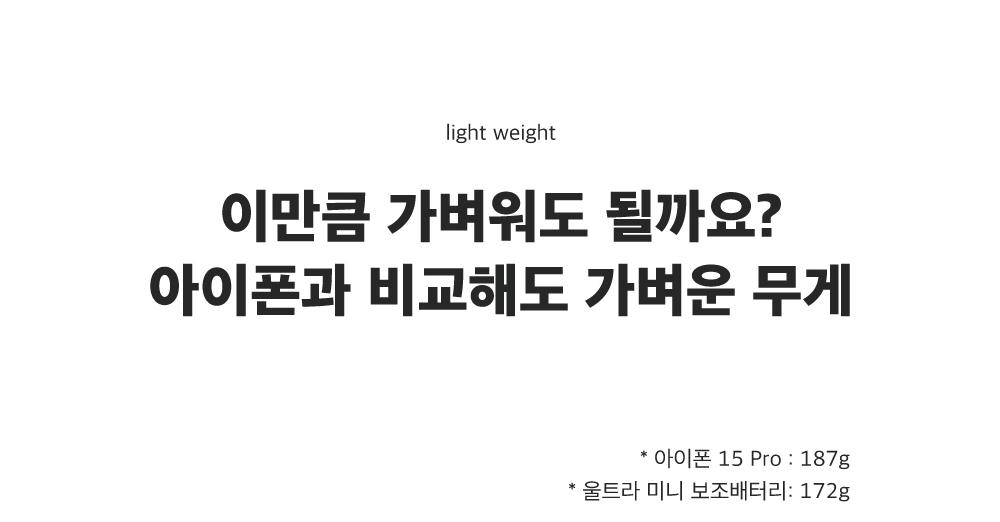 light weight
이만큼 가벼워도 될까요?
아이폰과 비교해도 가벼운 무게
* 아이폰 15 Pro : 187g
* 울트라 미니 보조배터리: 172g